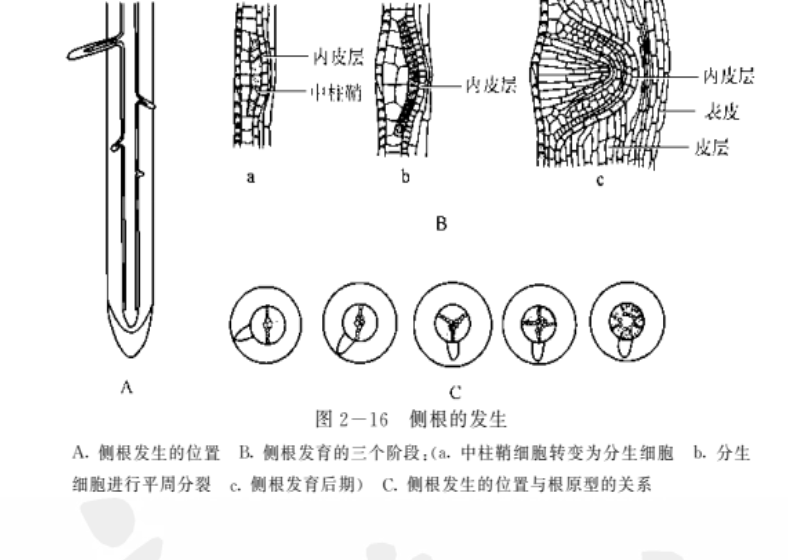 内皮层
中柱鞘
内皮层
内皮层
表皮
皮层
a
b
c
B
A
C
图 2-16 侧根的发生
A. 侧根发生的位置 B. 侧根发育的三个阶段:(a. 中柱鞘细胞转变为分生细胞 b. 分生
细胞进行平周分裂 c. 侧根发育后期) C. 侧根发生的位置与根原型的关系